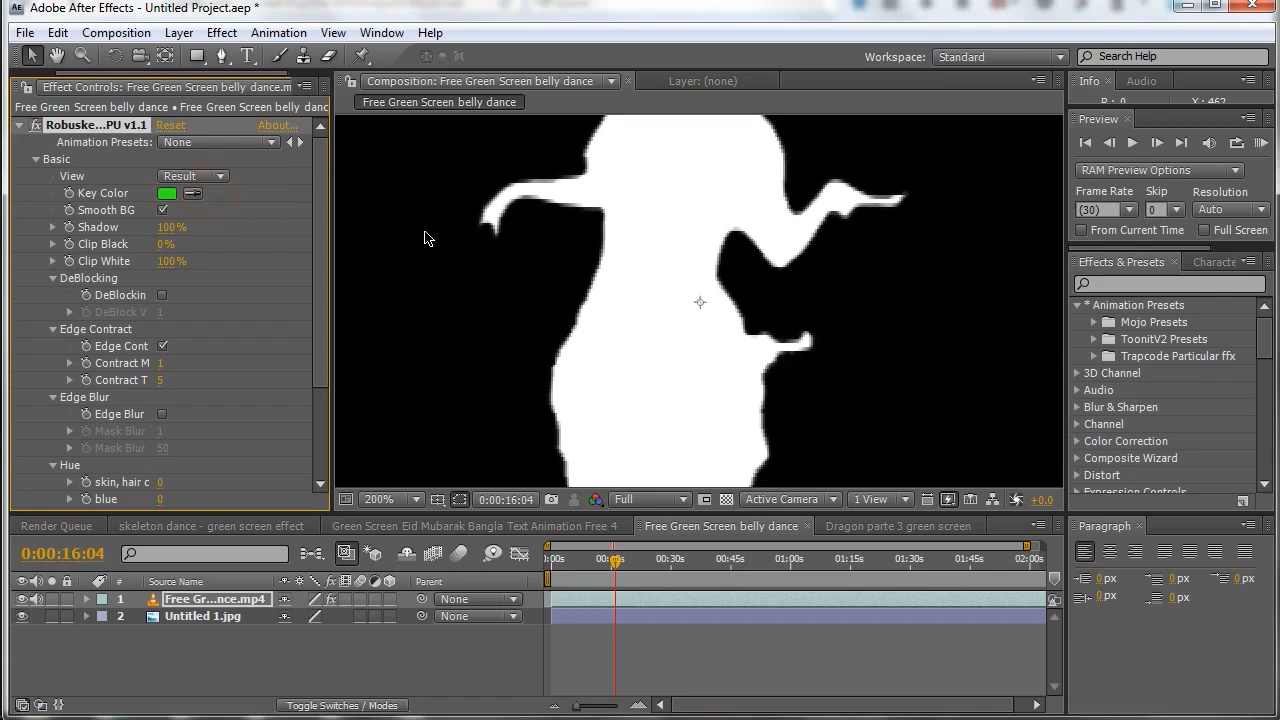 Adobe After Effects - Untitled Project.aep *
File Edit Composition Layer Effect Animation View Window Help
Workspace: Standard Search Help
Effect Controls: Free Green Screen belly dance.m
Composition: Free Green Screen belly dance
Layer: (none)
Info Audio
Free Green Screen belly dance • Free Green Screen belly danc
Free Green Screen belly dance
fx Robuske...PU v1.1 Reset About...
Animation Presets: None
Basic
View Result
Key Color
Smooth BG
Shadow 100%
Clip Black 0%
Clip White 100%
DeBlocking
DeBlockin
DeBlock V 1
Edge Contract
Edge Cont
Contract M 1
Contract T 5
Edge Blur
Edge Blur
Mask Blur 1
Mask Blur 50
Hue
skin, hair c 0
blue 0
Preview
RAM Preview Options
Frame Rate Skip Resolution
(30) 0 Auto
From Current Time Full Screen
Effects & Presets Characte
* Animation Presets
Mojo Presets
ToonitV2 Presets
Trapcode Particular ffx
3D Channel
Audio
Blur & Sharpen
Channel
Color Correction
Composite Wizard
Distort
Expression Controls
200% 0:00:16:04 Full Active Camera 1 View +0.0
Render Queue skeleton dance - green screen effect Green Screen Eid Mubarak Bangla Text Animation Free 4 Free Green Screen belly dance Dragon parte 3 green screen
Paragraph
0:00:16:04
00:30s 00:45s 01:00s 01:15s 01:30s 01:45s 02:00s
# Source Name Parent
1 Free Gr...nce.mp4 fx None
2 Untitled 1.jpg None
0 px 0 px 0 px
0 px 0 px
Toggle Switches / Modes